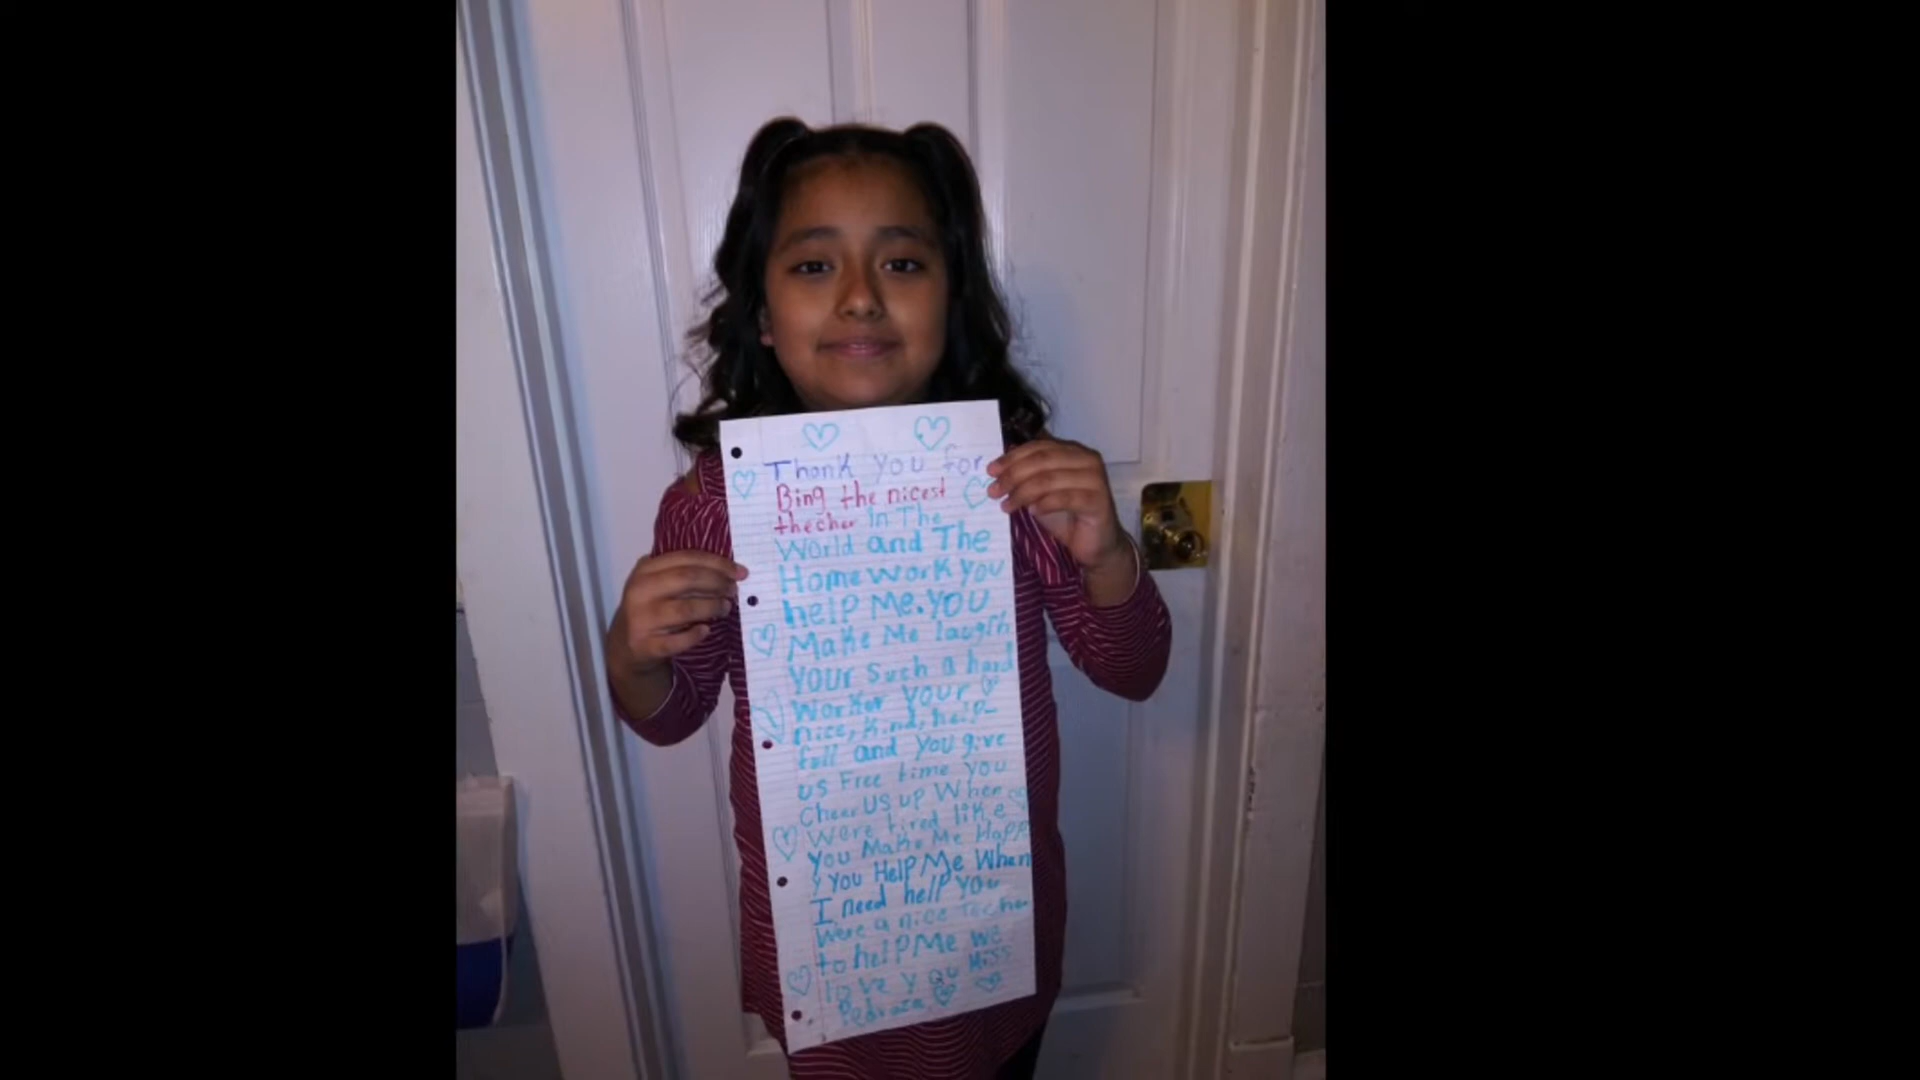 Thank you for
Bing the nicest
thecher In The
World and The
Home work you
help Me. You
Make Me laugh
your such a hard
worker your
nice, kind, help-
full and you give
us Free time you
Cheer us up When
Were tired like
you Make Me Happ
y you Help Me When
I need help you
Were a nice Techer
to help Me we
love you Miss
Pedraza